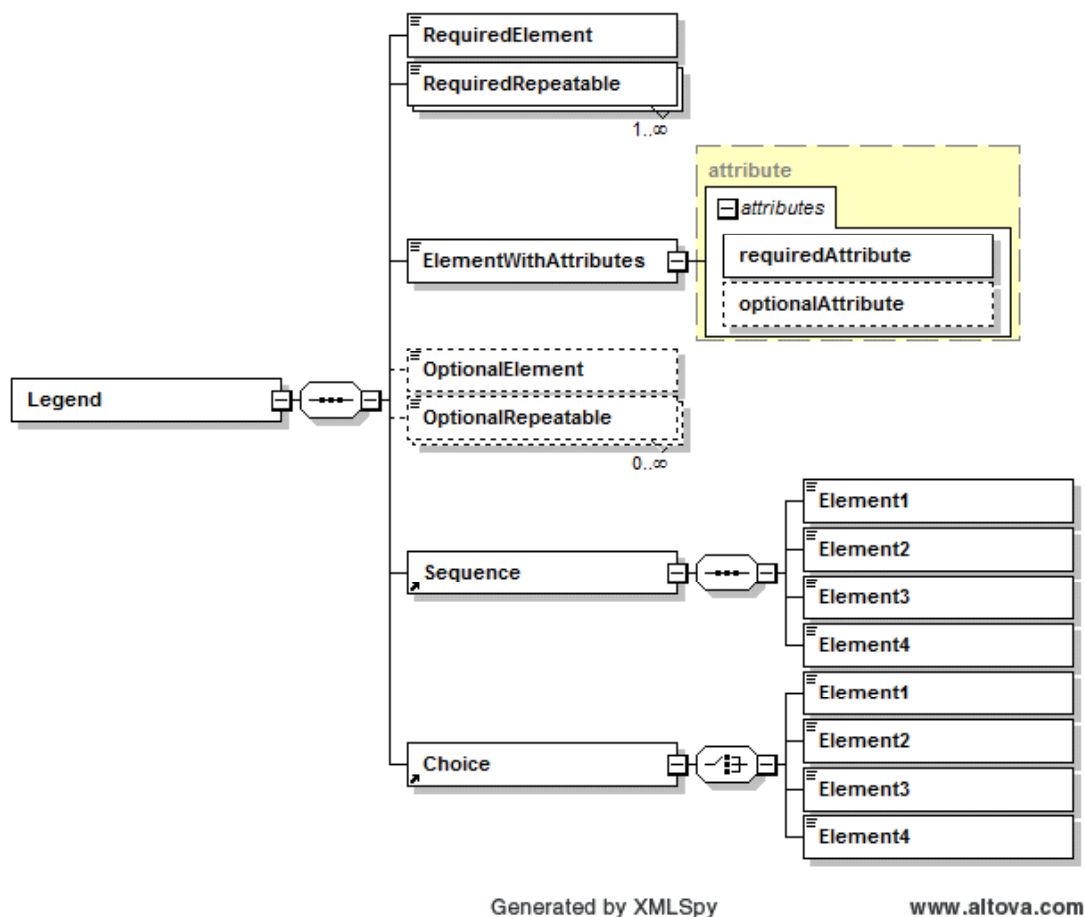 RequiredElement
RequiredRepeatable
1..∞
attribute
attributes
requiredAttribute
ElementWithAttributes
optionalAttribute
OptionalElement
Legend
OptionalRepeatable
0..∞
Element1
Element2
Sequence
Element3
Element4
Element1
Element2
Choice
Element3
Element4
Generated by XMLSpy
www.altova.com